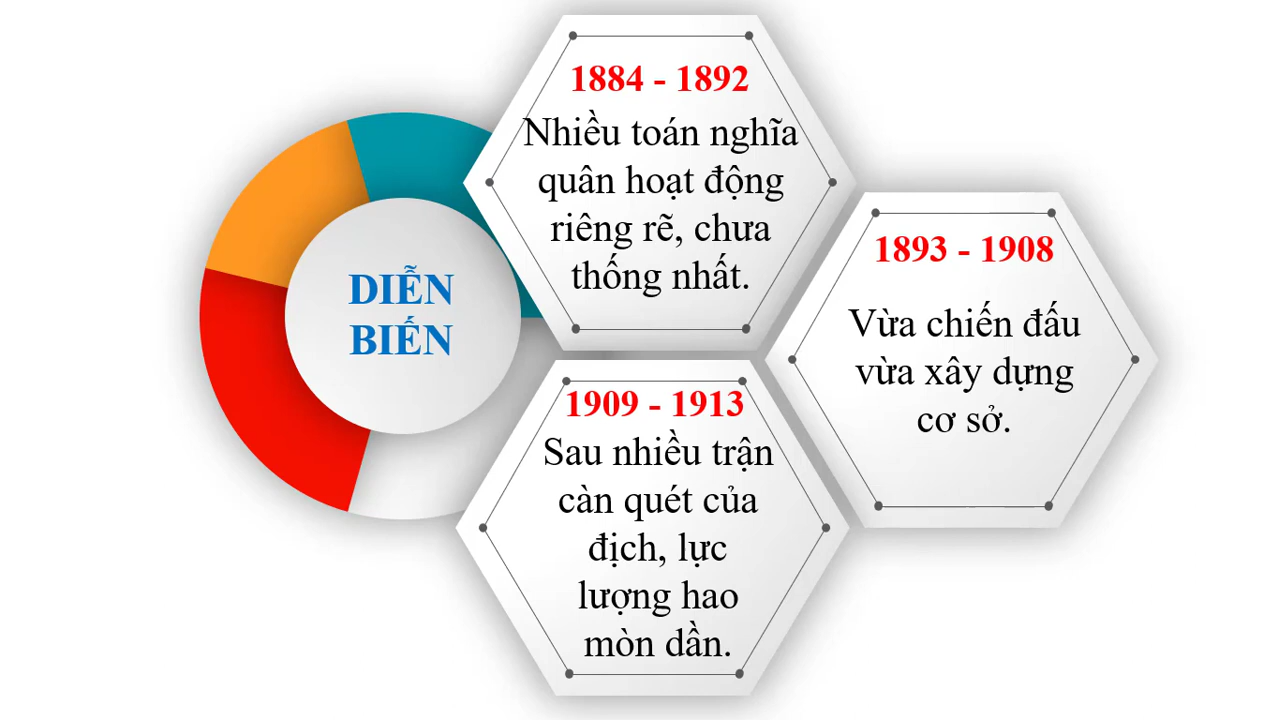 DIỄN
BIẾN
1884 - 1892
Nhiều toán nghĩa
quân hoạt động
riêng rẽ, chưa
thống nhất.
1893 - 1908
Vừa chiến đấu
vừa xây dựng
cơ sở.
1909 - 1913
Sau nhiều trận
càn quét của
địch, lực
lượng hao
mòn dần.